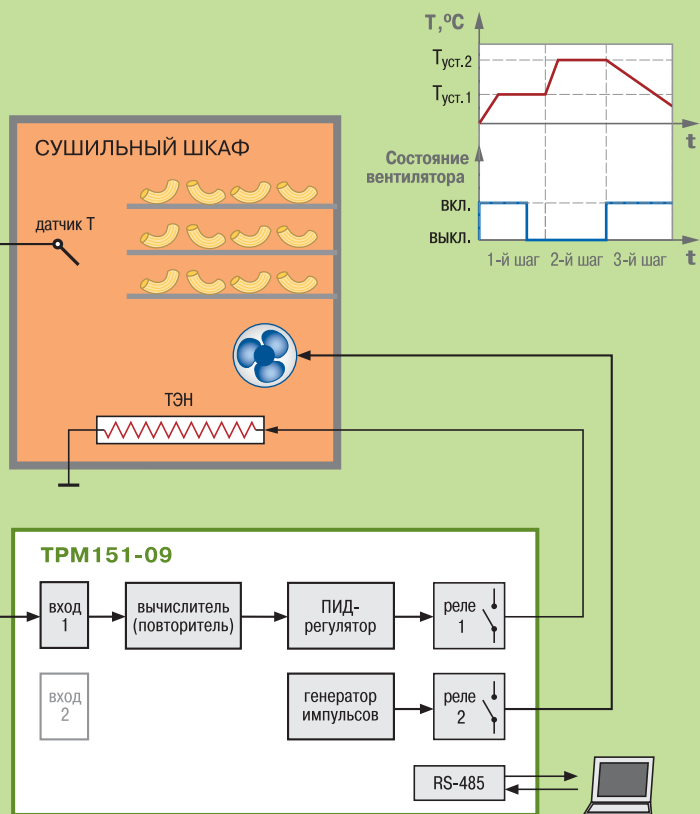 T,ºC
Tуст.2
Tуст.1
t
Состояние
вентилятора
ВКЛ.
ВЫКЛ.
t
1-й шаг 2-й шаг 3-й шаг
СУШИЛЬНЫЙ ШКАФ
датчик Т
ТЭН
ТРМ151-09
вход
1
вычислитель
(повторитель)
ПИД-
регулятор
реле
1
вход
2
генератор
импульсов
реле
2
RS-485